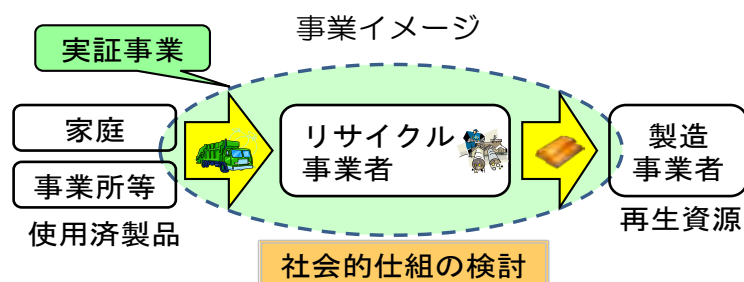 事業イメージ
実証事業
家庭
事業所等
使用済製品
リサイクル
事業者
製造
事業者
再生資源
社会的仕組の検討